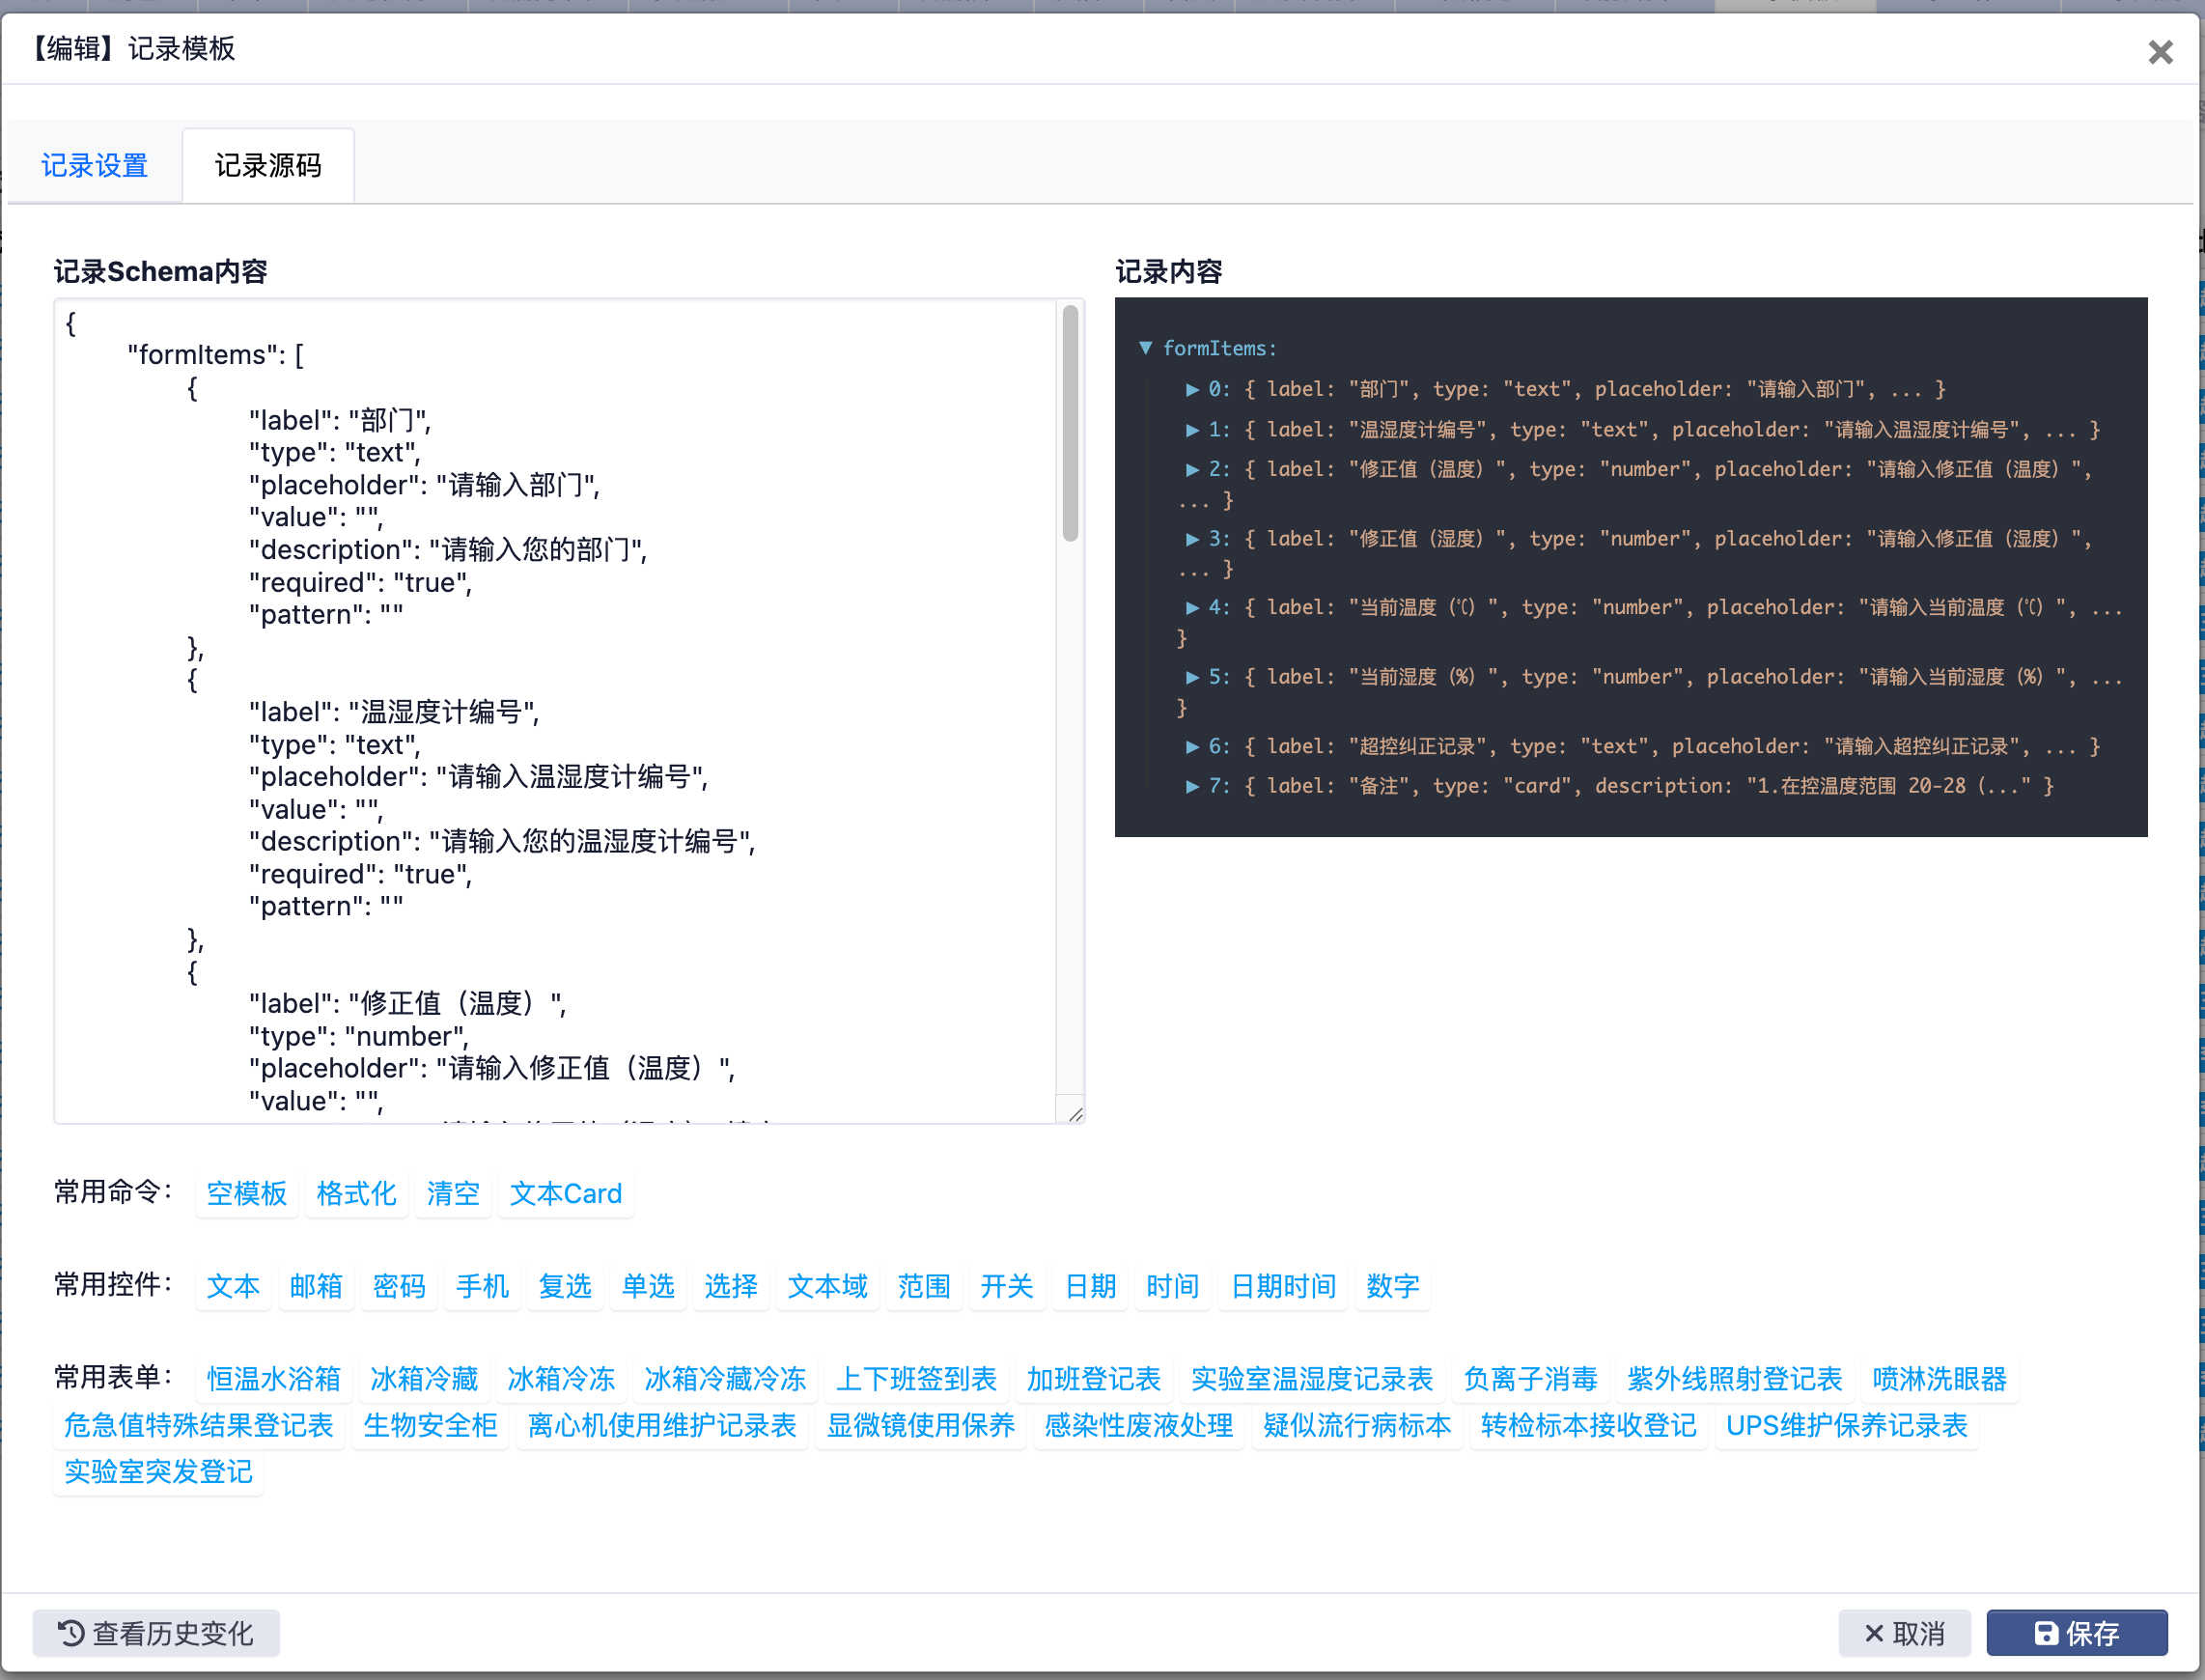 【编辑】记录模板
记录设置
记录源码
记录Schema内容
{
"formItems": [
{
"label": "部门",
"type": "text",
"placeholder": "请输入部门",
"value": "",
"description": "请输入您的部门",
"required": "true",
"pattern": ""
},
{
"label": "温湿度计编号",
"type": "text",
"placeholder": "请输入温湿度计编号",
"value": "",
"description": "请输入您的温湿度计编号",
"required": "true",
"pattern": ""
},
{
"label": "修正值（温度）",
"type": "number",
"placeholder": "请输入修正值（温度）",
"value": "",
记录内容
▼ formItems:
▶ 0: { label: "部门", type: "text", placeholder: "请输入部门", ... }
▶ 1: { label: "温湿度计编号", type: "text", placeholder: "请输入温湿度计编号", ... }
▶ 2: { label: "修正值（温度）", type: "number", placeholder: "请输入修正值（温度）",
... }
▶ 3: { label: "修正值（湿度）", type: "number", placeholder: "请输入修正值（湿度）",
... }
▶ 4: { label: "当前温度（℃）", type: "number", placeholder: "请输入当前温度（℃）", ...
}
▶ 5: { label: "当前湿度（%）", type: "number", placeholder: "请输入当前湿度（%）", ...
}
▶ 6: { label: "超控纠正记录", type: "text", placeholder: "请输入超控纠正记录", ... }
▶ 7: { label: "备注", type: "card", description: "1.在控温度范围 20-28（..." }
常用命令： 空模板 格式化 清空 文本Card
常用控件： 文本 邮箱 密码 手机 复选 单选 选择 文本域 范围 开关 日期 时间 日期时间 数字
常用表单： 恒温水浴箱 冰箱冷藏 冰箱冷冻 冰箱冷藏冷冻 上下班签到表 加班登记表 实验室温湿度记录表 负离子消毒 紫外线照射登记表 喷淋洗眼器
危急值特殊结果登记表 生物安全柜 离心机使用维护记录表 显微镜使用保养 感染性废液处理 疑似流行病标本 转检标本接收登记 UPS维护保养记录表
实验室突发登记
查看历史变化
取消
保存